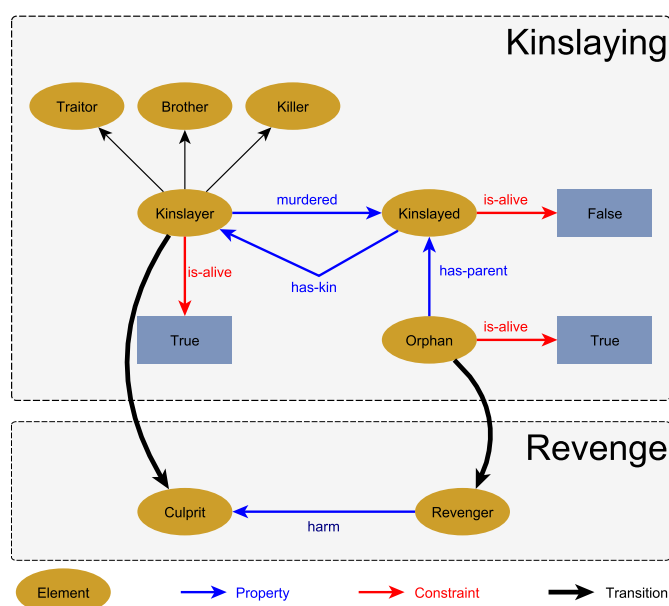 Kinslaying
Traitor
Brother
Killer
Kinslayer
murdered
Kinslayed
is-alive
False
is-alive
has-kin
has-parent
True
Orphan
is-alive
True
Revenge
Culprit
harm
Revenger
Element
Property
Constraint
Transition